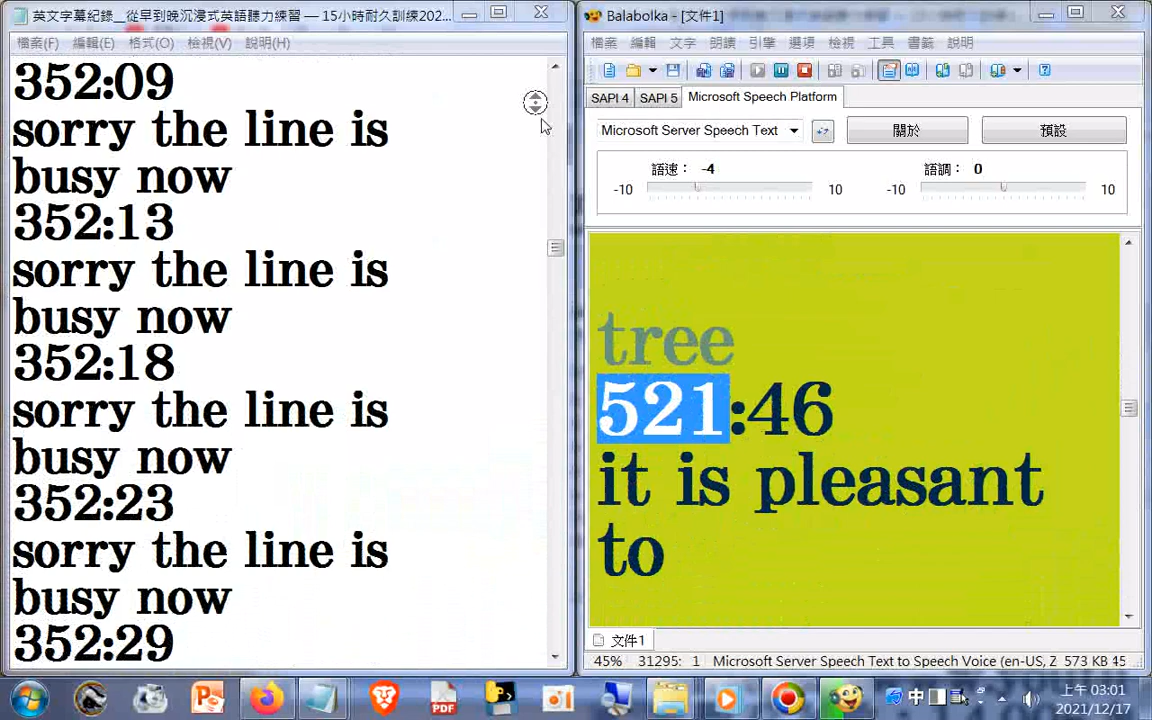 英文字幕紀錄__從早到晚沉浸式英語聽力練習 — 15小時耐久訓練202...
檔案(F) 編輯(E) 格式(O) 檢視(V) 說明(H)
352:09
sorry the line is
busy now
352:13
sorry the line is
busy now
352:18
sorry the line is
busy now
352:23
sorry the line is
busy now
352:29
Balabolka - [文件1]
檔案 編輯 文字 朗讀 引擎 選項 檢視 工具 書籤 說明
SAPI 4 SAPI 5 Microsoft Speech Platform
Microsoft Server Speech Text 關於 預設
語速： -4 語調： 0
-10 10 -10 10
tree
521:46
it is pleasant
to
文件1
45% 31295: 1 Microsoft Server Speech Text to Speech Voice (en-US, Z 573 KB 45
PDF
中
上午 03:01
2021/12/17